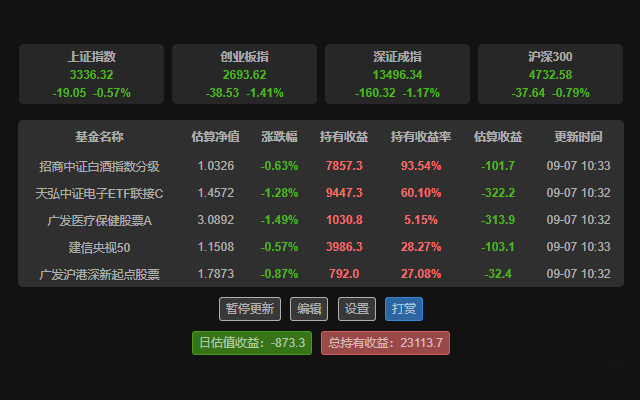 上证指数 创业板指 深证成指 沪深300
3336.32 2693.62 13496.34 4732.58
-19.05 -0.57% -38.53 -1.41% -160.32 -1.17% -37.64 -0.79%
基金名称 估算净值 涨跌幅 持有收益 持有收益率 估算收益 更新时间
招商中证白酒指数分级 1.0326 -0.63% 7857.3 93.54% -101.7 09-07 10:33
天弘中证电子ETF联接C 1.4572 -1.28% 9447.3 60.10% -322.2 09-07 10:32
广发医疗保健股票A 3.0892 -1.49% 1030.8 5.15% -313.9 09-07 10:32
建信央视50 1.1508 -0.57% 3986.3 28.27% -103.1 09-07 10:33
广发沪港深新起点股票 1.7873 -0.87% 792.0 27.08% -32.4 09-07 10:32
暂停更新 编辑 设置 打赏
日估值收益：-873.3 总持有收益：23113.7